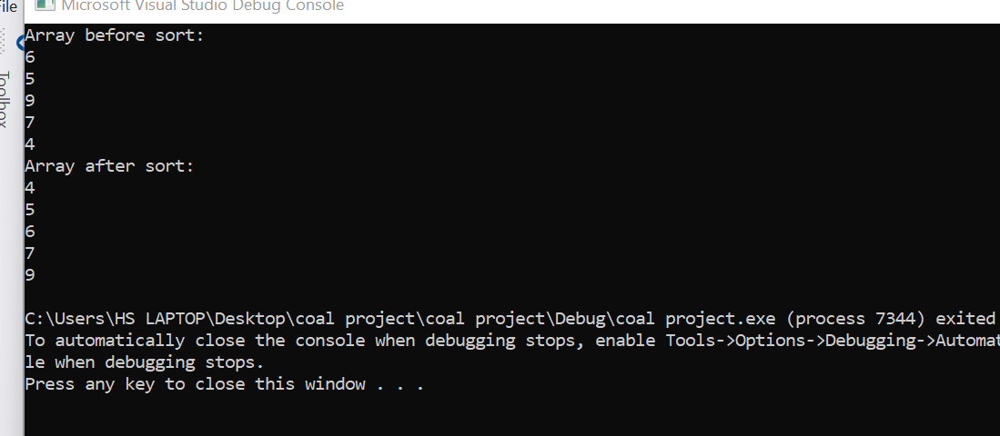 File
Microsoft Visual Studio Debug Console
Toolbox
Array before sort:
6
5
9
7
4
Array after sort:
4
5
6
7
9
C:\Users\HS LAPTOP\Desktop\coal project\coal project\Debug\coal project.exe (process 7344) exited
To automatically close the console when debugging stops, enable Tools->Options->Debugging->Automat
le when debugging stops.
Press any key to close this window . . .